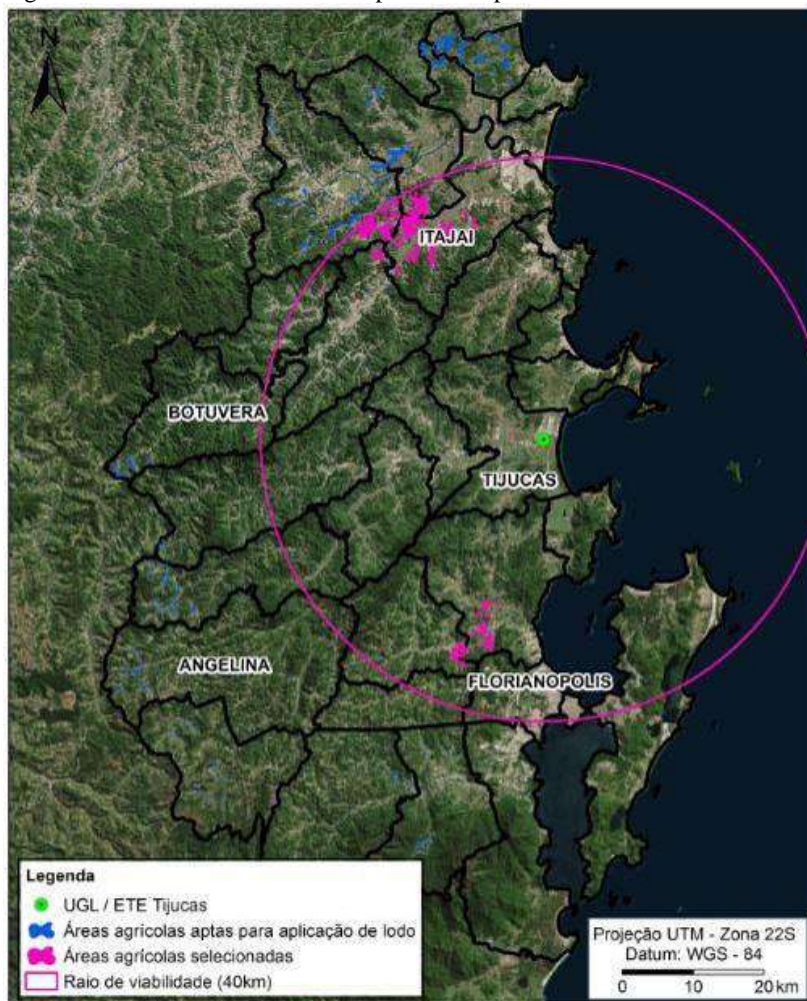 N
ITAJAI
BOTUVERA
TIJUCAS
ANGELINA
FLORIANOPOLIS
Legenda
UGL / ETE Tijucas
Áreas agrícolas aptas para aplicação de lodo
Áreas agrícolas selecionadas
Raio de viabilidade (40km)
Projeção UTM - Zona 22S
Datum: WGS - 84
0 10 20 km